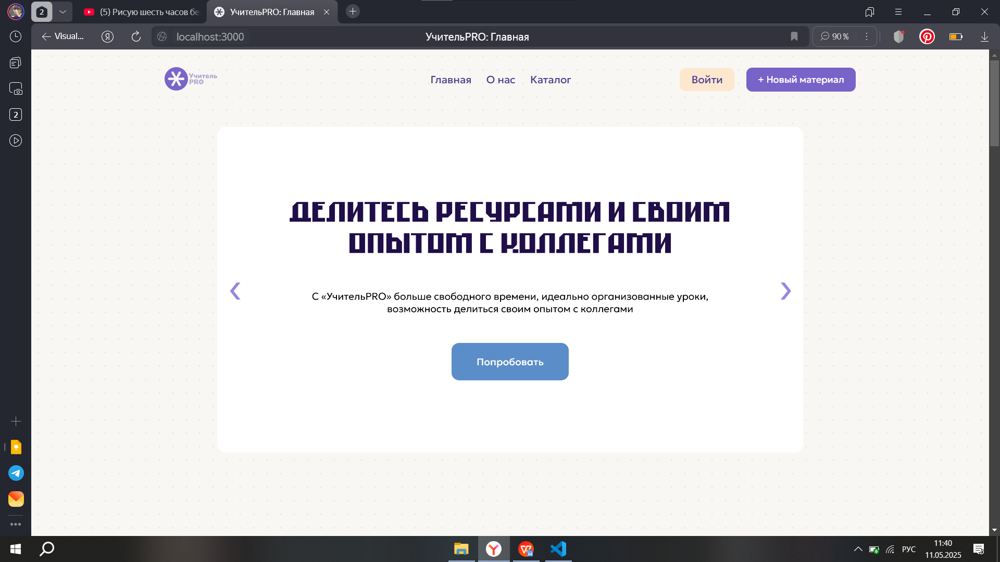 2
(5) Рисую шесть часов бе
УчительPRO: Главная
Visual...
Я
localhost:3000
УчительPRO: Главная
90 %
2
Учитель
PRO
Главная
О нас
Каталог
Войти
+ Новый материал
ДЕЛИТЕСЬ РЕСУРСАМИ И СВОИМ
ОПЫТОМ С КОЛЛЕГАМИ
С «УчительPRO» больше свободного времени, идеально организованные уроки,
возможность делиться своим опытом с коллегами
Попробовать
РУС
11:40
11.05.2025